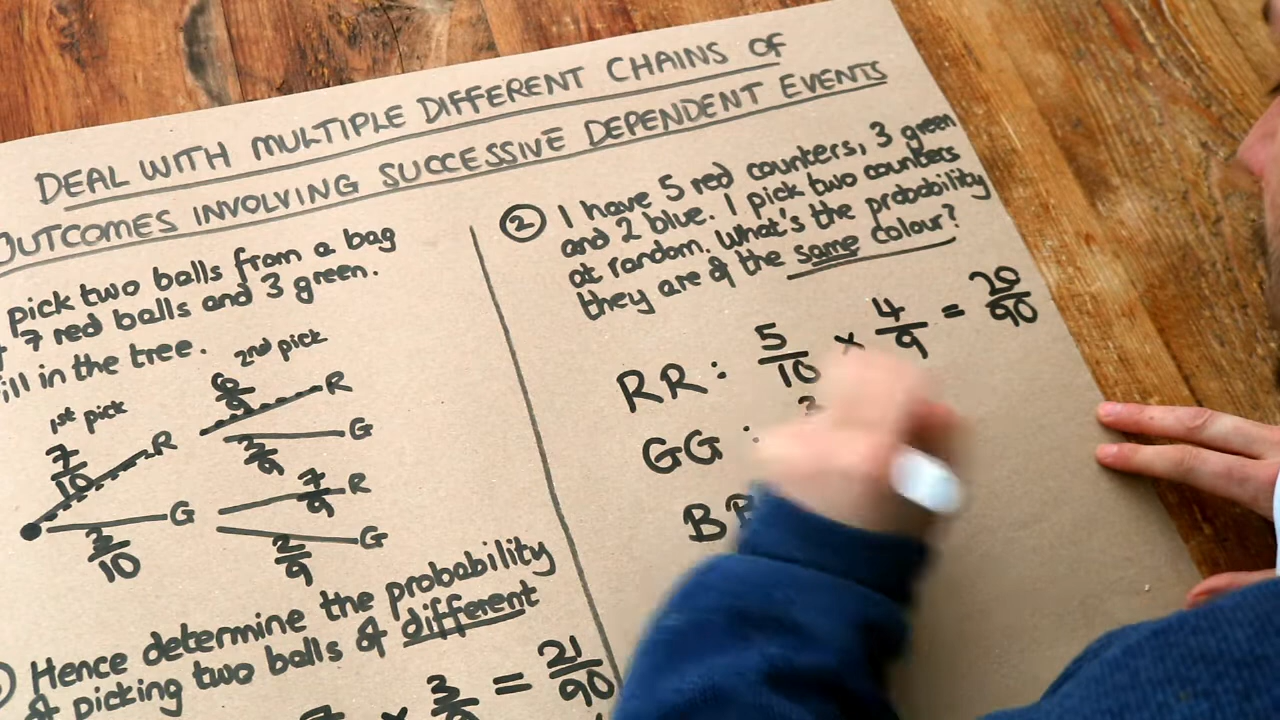 DEAL WITH MULTIPLE DIFFERENT CHAINS OF
OUTCOMES INVOLVING SUCCESSIVE DEPENDENT EVENTS
pick two balls from a bag
7 red balls and 3 green.
ill in the tree.
1st pick
2nd pick
7/10
R
3/10
G
6/9
R
3/9
G
7/9
R
2/9
G
Hence determine the probability
of picking two balls of different
× 3/9 = 21/90
② I have 5 red counters, 3 green
and 2 blue. I pick two counters
at random. What's the probability
they are of the same colour?
RR: 5/10 × 4/9 = 20/90
GG:
B